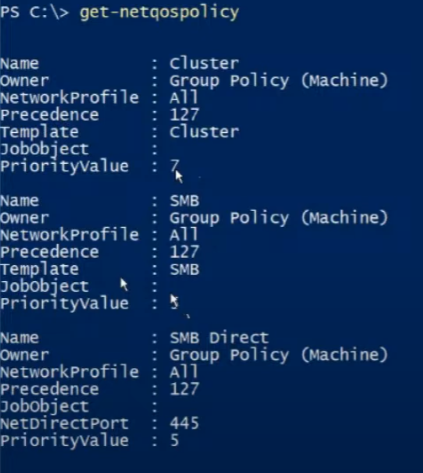 PS C:\> get-netqospolicy
Name : Cluster
Owner : Group Policy (Machine)
NetworkProfile : All
Precedence : 127
Template : Cluster
JobObject :
PriorityValue : 7
Name : SMB
Owner : Group Policy (Machine)
NetworkProfile : All
Precedence : 127
Template : SMB
JobObject :
PriorityValue :
Name : SMB Direct
Owner : Group Policy (Machine)
NetworkProfile : All
Precedence : 127
JobObject :
NetDirectPort : 445
PriorityValue : 5